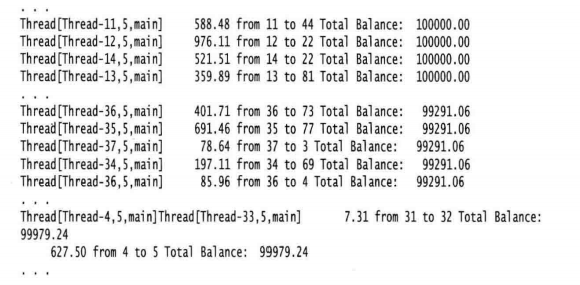 . . .
Thread[Thread-11,5,main] 588.48 from 11 to 44 Total Balance: 100000.00
Thread[Thread-12,5,main] 976.11 from 12 to 22 Total Balance: 100000.00
Thread[Thread-14,5,main] 521.51 from 14 to 22 Total Balance: 100000.00
Thread[Thread-13,5,main] 359.89 from 13 to 81 Total Balance: 100000.00
. . .
Thread[Thread-36,5,main] 401.71 from 36 to 73 Total Balance: 99291.06
Thread[Thread-35,5,main] 691.46 from 35 to 77 Total Balance: 99291.06
Thread[Thread-37,5,main] 78.64 from 37 to 3 Total Balance: 99291.06
Thread[Thread-34,5,main] 197.11 from 34 to 69 Total Balance: 99291.06
Thread[Thread-36,5,main] 85.96 from 36 to 4 Total Balance: 99291.06
. . .
Thread[Thread-4,5,main]Thread[Thread-33,5,main] 7.31 from 31 to 32 Total Balance:
99979.24
627.50 from 4 to 5 Total Balance: 99979.24
. . .